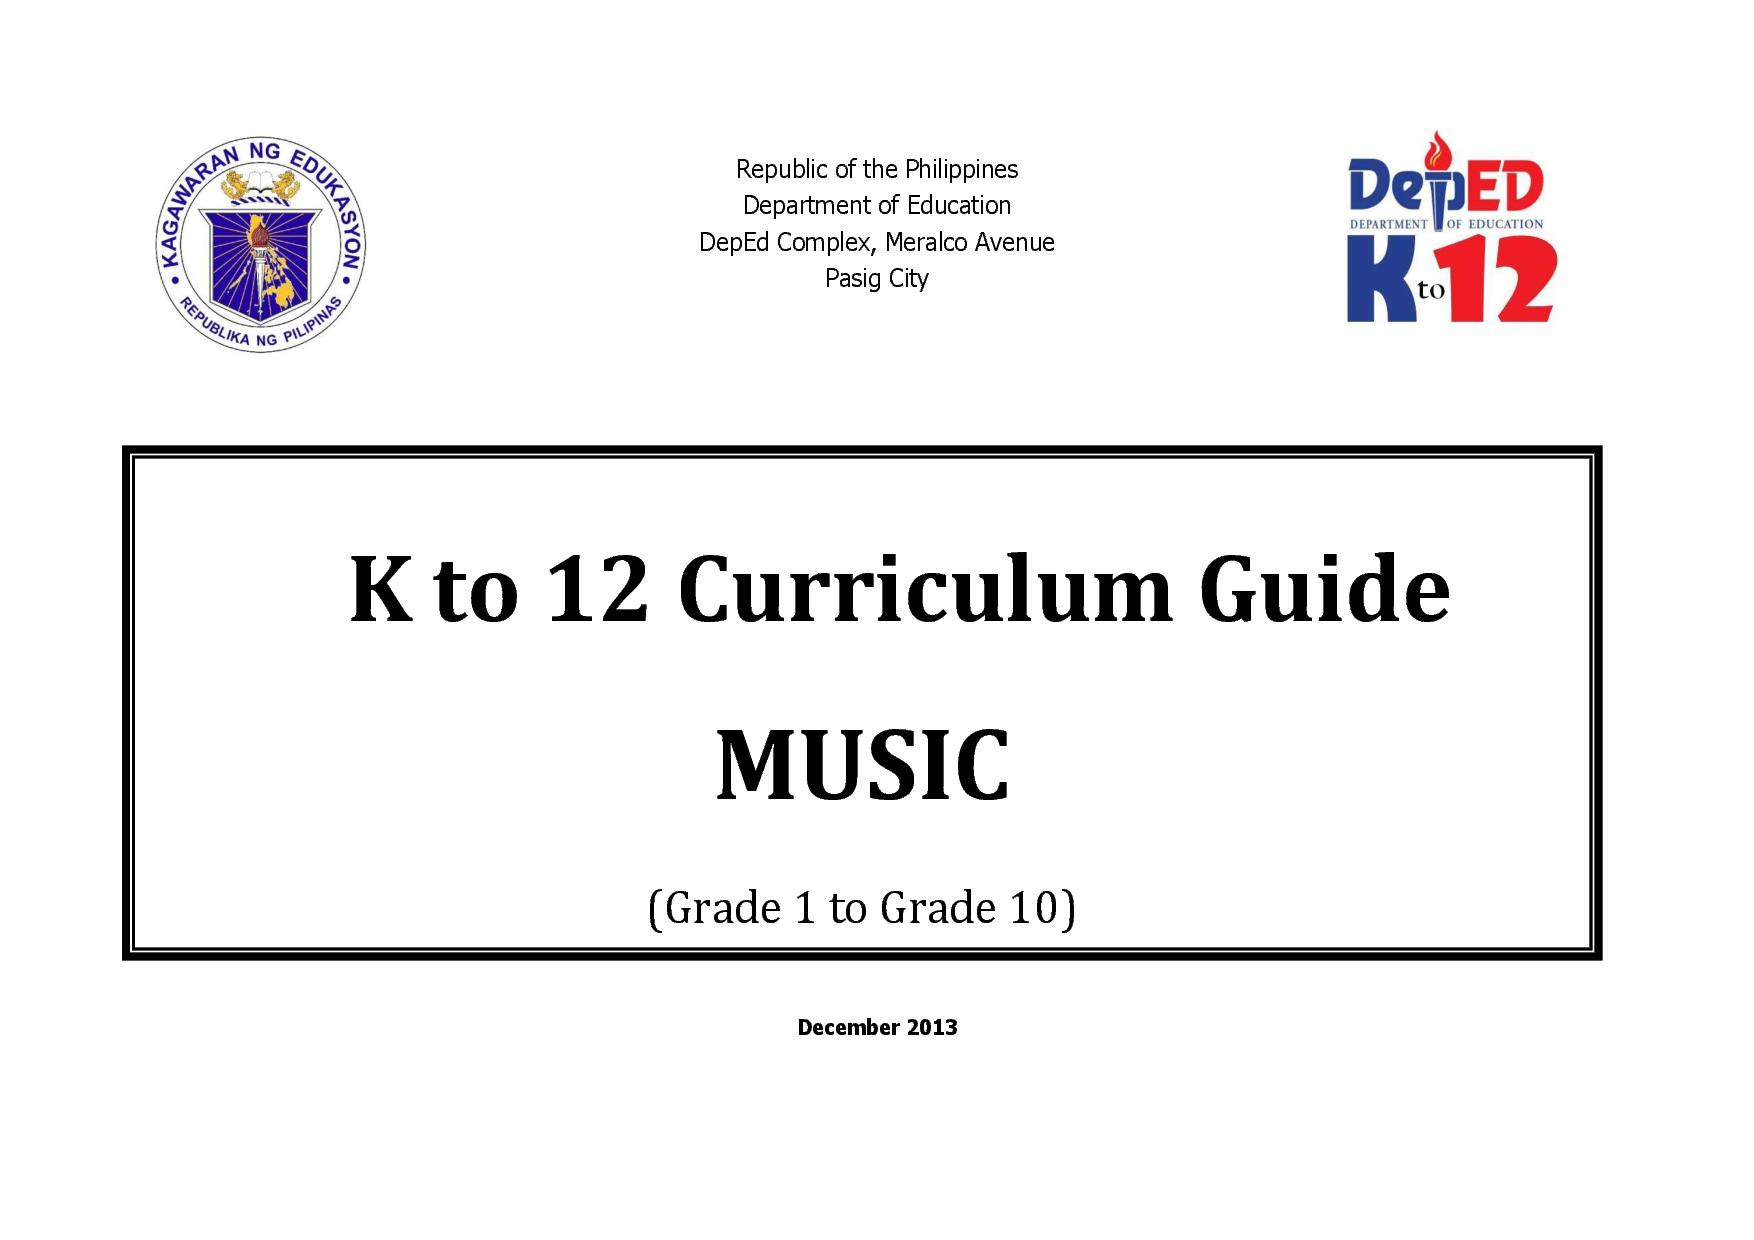 KAGAWARAN NG EDUKASYON
REPUBLIKA NG PILIPINAS
Republic of the Philippines
Department of Education
DepEd Complex, Meralco Avenue
Pasig City
DepED
DEPARTMENT OF EDUCATION
K to 12
K to 12 Curriculum Guide
MUSIC
(Grade 1 to Grade 10)
December 2013